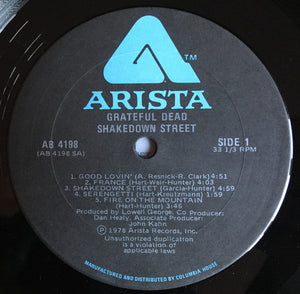 TM
ARISTA
GRATEFUL DEAD
SHAKEDOWN STREET
AB 4198
(AB 4198 SA)
SIDE 1
33 1/3 RPM
1. GOOD LOVIN' (A. Resnick-R. Clark) 4:51
2. FRANCE (Hart-Weir-Hunter) 4:01
3. SHAKEDOWN STREET (Garcia-Hunter) 4:59
4. SERENGETTI (Hart-Kreutzmann) 1:59
5. FIRE ON THE MOUNTAIN
(Hart-Hunter) 3:46
Produced by Lowell George, Co Producer:
Dan Healy, Associate Producer:
John Kahn
℗ 1978 Arista Records, Inc.
Unauthorized duplication
is a violation of
applicable laws
MANUFACTURED AND DISTRIBUTED BY COLUMBIA HOUSE